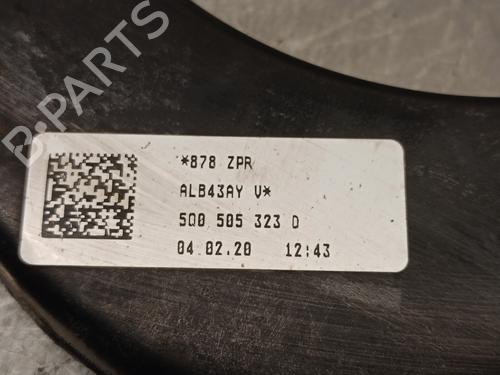 B-PARTS
*878 ZPR
ALB43AY V*
5Q0 505 323 D
04.02.20 12:43